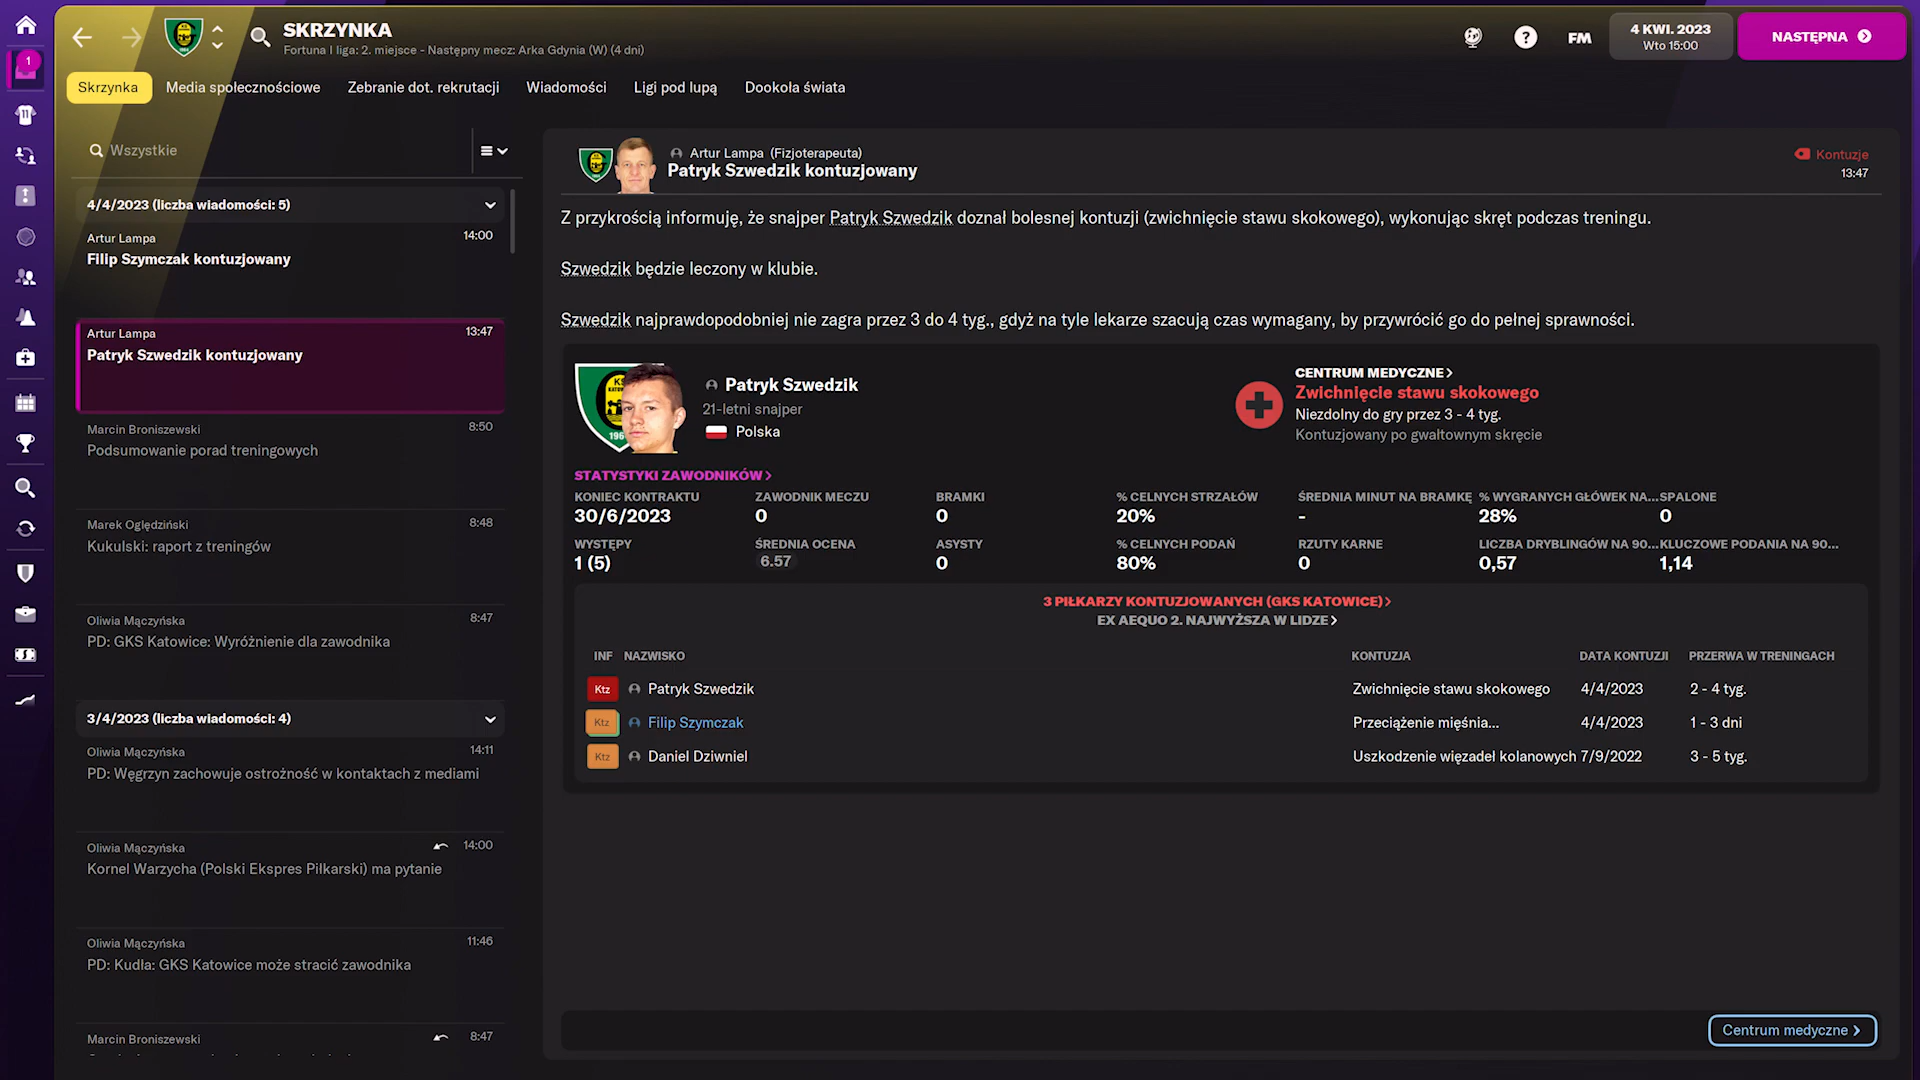 SKRZYNKA
Fortuna I liga: 2. miejsce - Następny mecz: Arka Gdynia (W) (4 dni)
FM
4 KWI. 2023
Wto 15:00
NASTĘPNA
1
Skrzynka
Media społecznościowe
Zebranie dot. rekrutacji
Wiadomości
Ligi pod lupą
Dookoła świata
Wszystkie
4/4/2023 (liczba wiadomości: 5)
Artur Lampa
14:00
Filip Szymczak kontuzjowany
Artur Lampa
13:47
Patryk Szwedzik kontuzjowany
Marcin Broniszewski
8:50
Podsumowanie porad treningowych
Marek Oględziński
8:48
Kukulski: raport z treningów
Oliwia Mączyńska
8:47
PD: GKS Katowice: Wyróżnienie dla zawodnika
3/4/2023 (liczba wiadomości: 4)
Oliwia Mączyńska
14:11
PD: Węgrzyn zachowuje ostrożność w kontaktach z mediami
Oliwia Mączyńska
14:00
Kornel Warzycha (Polski Ekspres Piłkarski) ma pytanie
Oliwia Mączyńska
11:46
PD: Kudła: GKS Katowice może stracić zawodnika
Marcin Broniszewski
8:47
Artur Lampa (Fizjoterapeuta)
Patryk Szwedzik kontuzjowany
Kontuzje
13:47
Z przykrością informuję, że snajper Patryk Szwedzik doznał bolesnej kontuzji (zwichnięcie stawu skokowego), wykonując skręt podczas treningu.
Szwedzik będzie leczony w klubie.
Szwedzik najprawdopodobniej nie zagra przez 3 do 4 tyg., gdyż na tyle lekarze szacują czas wymagany, by przywrócić go do pełnej sprawności.
Patryk Szwedzik
21-letni snajper
Polska
CENTRUM MEDYCZNE
Zwichnięcie stawu skokowego
Niezdolny do gry przez 3 - 4 tyg.
Kontuzjowany po gwałtownym skręcie
STATYSTYKI ZAWODNIKÓW
KONIEC KONTRAKTU ZAWODNIK MECZU BRAMKI % CELNYCH STRZAŁÓW ŚREDNIA MINUT NA BRAMKĘ % WYGRANYCH GŁÓWEK NA... SPALONE
30/6/2023 0 0 20% - 28% 0
WYSTĘPY ŚREDNIA OCENA ASYSTY % CELNYCH PODAŃ RZUTY KARNE LICZBA DRYBLINGÓW NA 90... KLUCZOWE PODANIA NA 90...
1 (5) 6.57 0 80% 0 0,57 1,14
3 PIŁKARZY KONTUZJOWANYCH (GKS KATOWICE)
EX AEQUO 2. NAJWYŻSZA W LIDZE
INF NAZWISKO KONTUZJA DATA KONTUZJI PRZERWA W TRENINGACH
Ktz Patryk Szwedzik Zwichnięcie stawu skokowego 4/4/2023 2 - 4 tyg.
Ktz Filip Szymczak Przeciążenie mięśnia... 4/4/2023 1 - 3 dni
Ktz Daniel Dziwniel Uszkodzenie więzadeł kolanowych 7/9/2022 3 - 5 tyg.
Centrum medyczne